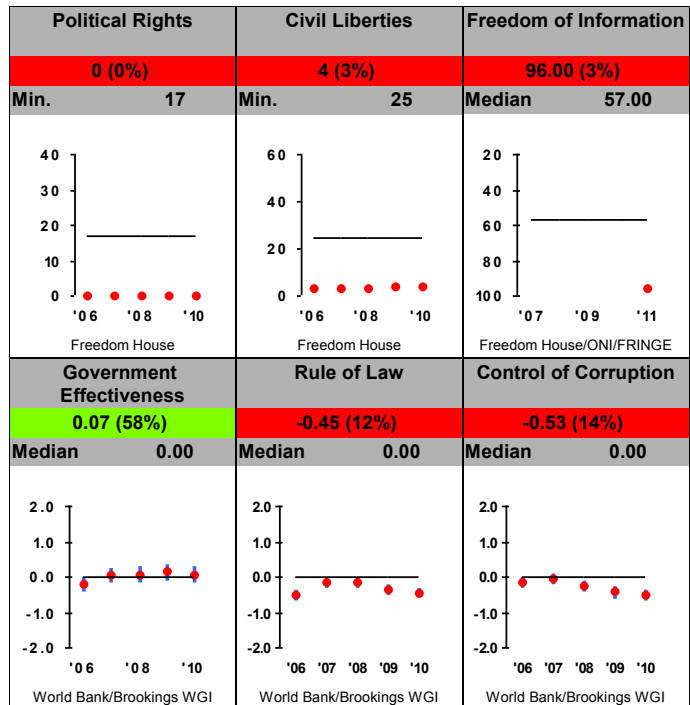 Political Rights
0 (0%)
Min. 17
40
30
20
10
0
'06 '08 '10
Freedom House
Civil Liberties
4 (3%)
Min. 25
60
40
20
0
'06 '08 '10
Freedom House
Freedom of Information
96.00 (3%)
Median 57.00
20
40
60
80
100
'07 '09 '11
Freedom House/ONI/FRINGE
Government
Effectiveness
0.07 (58%)
Median 0.00
2.0
1.0
0.0
-1.0
-2.0
'06 '08 '10
World Bank/Brookings WGI
Rule of Law
-0.45 (12%)
Median 0.00
2.0
1.0
0.0
-1.0
-2.0
'06 '07 '08 '09 '10
World Bank/Brookings WGI
Control of Corruption
-0.53 (14%)
Median 0.00
2.0
1.0
0.0
-1.0
-2.0
'06 '07 '08 '09 '10
World Bank/Brookings WGI